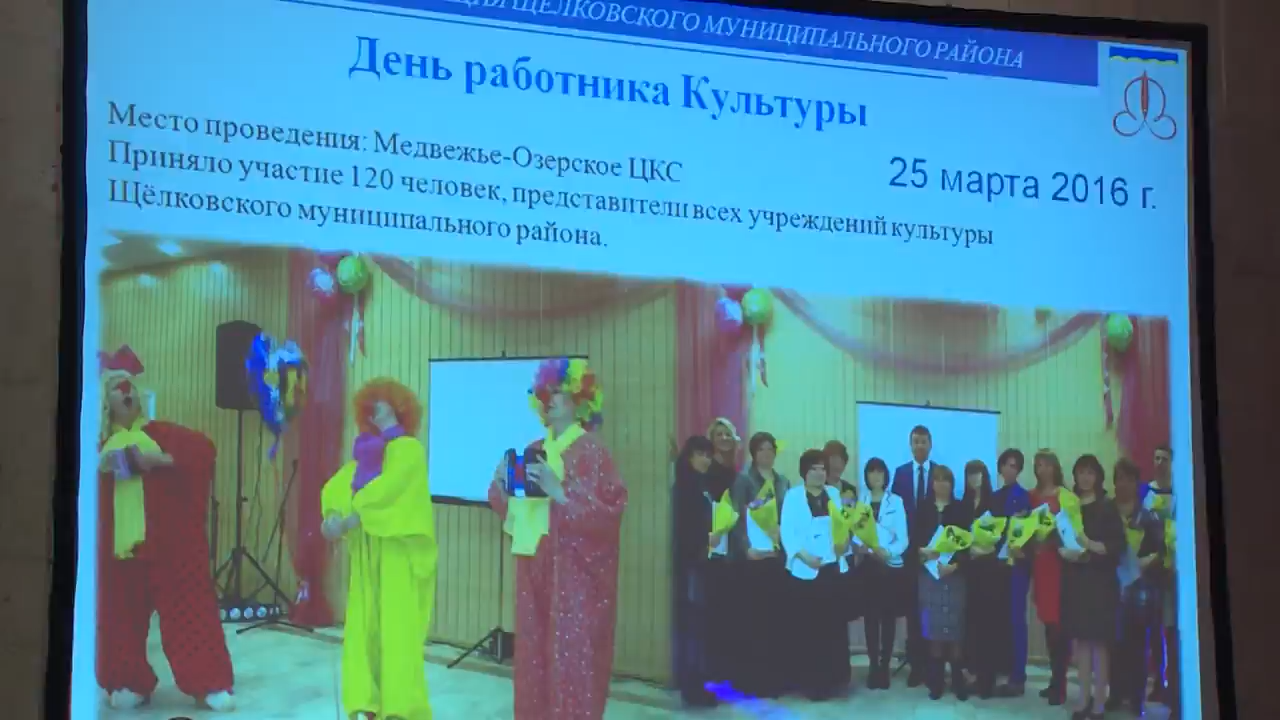 ЩЁЛКОВСКОГО МУНИЦИПАЛЬНОГО РАЙОНА
День работника Культуры
25 марта 2016 г.
Место проведения: Медвежье-Озерское ЦКС
Приняло участие 120 человек, представители всех учреждений культуры
Щёлковского муниципального района.